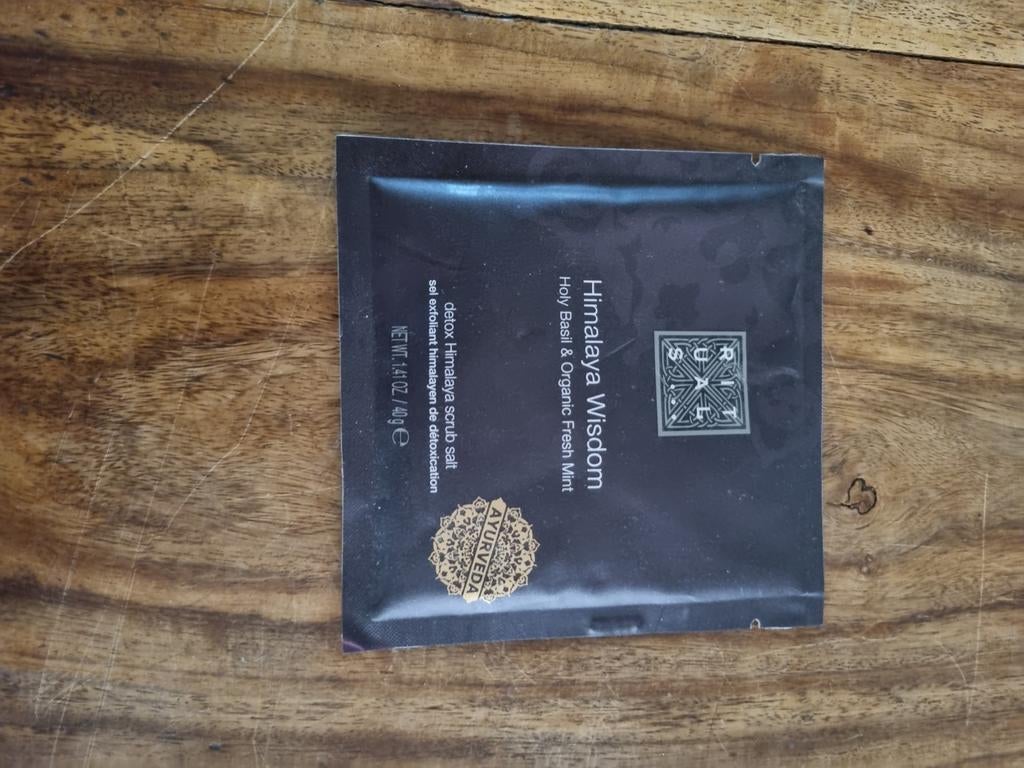 RIT
UAL
S...
Himalaya Wisdom
Holy Basil & Organic Fresh Mint
detox Himalaya scrub salt
sel exfoliant himalayen de détoxication
NET WT. 1.41 OZ / 40 g ℮
AYURVEDA